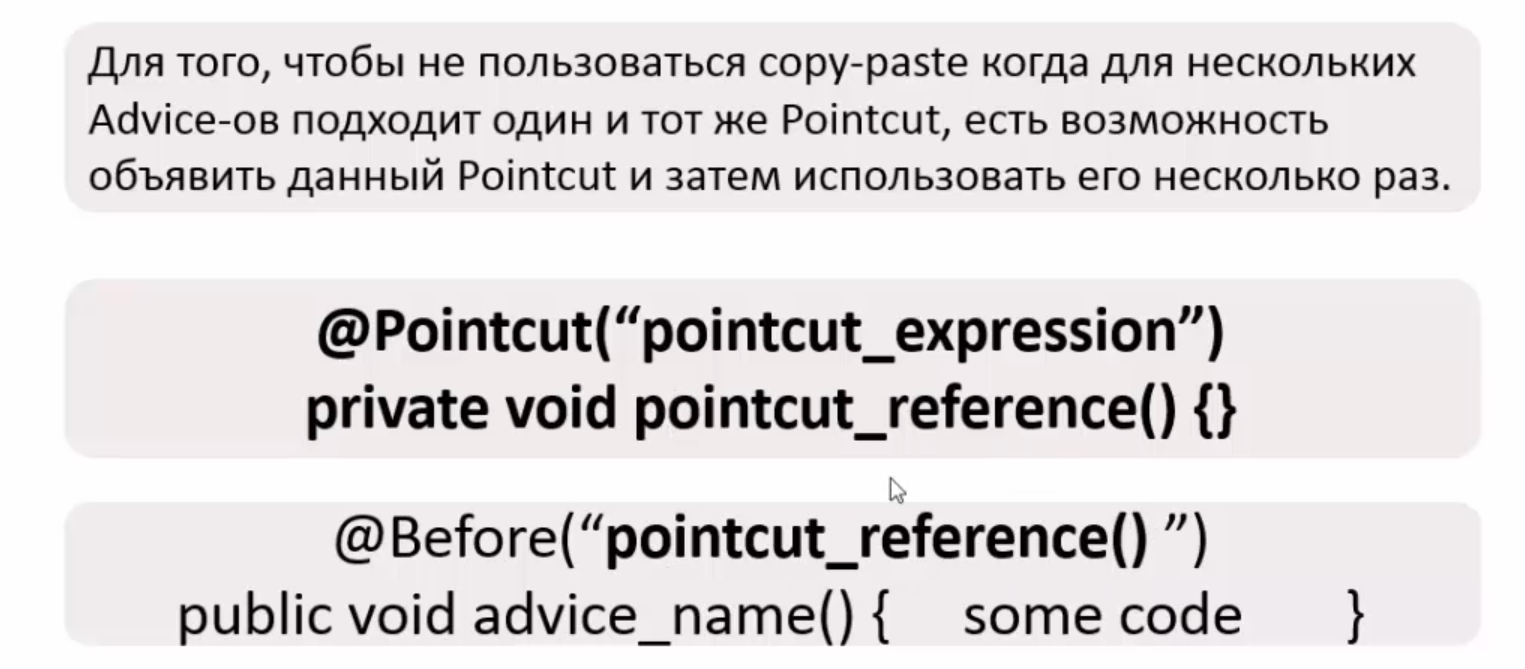 Для того, чтобы не пользоваться copy-paste когда для нескольких
Advice-ов подходит один и тот же Pointcut, есть возможность
объявить данный Pointcut и затем использовать его несколько раз.
@Pointcut(“pointcut_expression”)
private void pointcut_reference() {}
@Before(“pointcut_reference() ”)
public void advice_name() { some code }